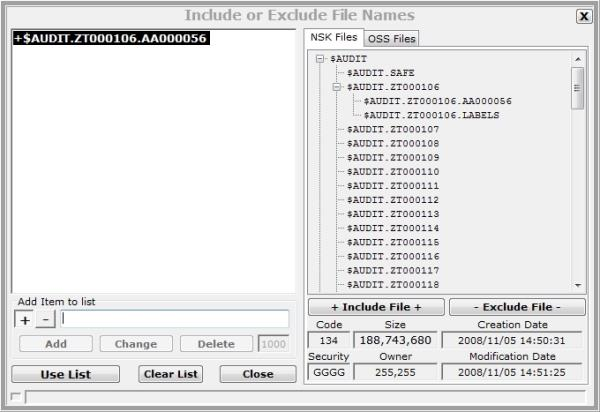 Include or Exclude File Names
X
+$AUDIT.ZT000106.AA000056
NSK Files
OSS Files
$AUDIT
$AUDIT.SAFE
$AUDIT.ZT000106
$AUDIT.ZT000106.AA000056
$AUDIT.ZT000106.LABELS
$AUDIT.ZT000107
$AUDIT.ZT000108
$AUDIT.ZT000109
$AUDIT.ZT000110
$AUDIT.ZT000111
$AUDIT.ZT000112
$AUDIT.ZT000113
$AUDIT.ZT000114
$AUDIT.ZT000115
$AUDIT.ZT000116
$AUDIT.ZT000117
$AUDIT.ZT000118
Add Item to list
+ -
Add Change Delete 1000
Use List Clear List Close
+ Include File + - Exclude File -
Code Size Creation Date
134 188,743,680 2008/11/05 14:50:31
Security Owner Modification Date
GGGG 255,255 2008/11/05 14:51:25